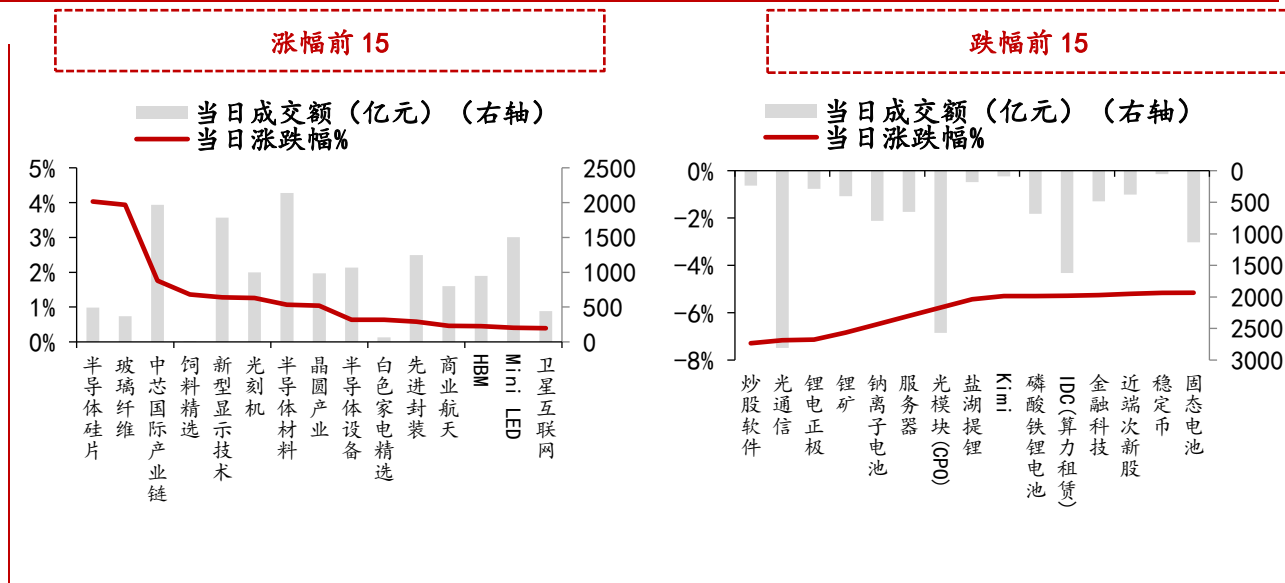 涨幅前 15
当日成交额（亿元）（右轴）
当日涨跌幅%
5%
4%
3%
2%
1%
0%
2500
2000
1500
1000
500
0
半导体硅片
玻璃纤维
中芯国际产业链
饲料精选
新型显示技术
光刻机
半导体材料
晶圆产业
半导体设备
白色家电精选
先进封装
商业航天
HBM
Mini LED
卫星互联网
跌幅前 15
当日成交额（亿元）（右轴）
当日涨跌幅%
0%
-2%
-4%
-6%
-8%
0
500
1000
1500
2000
2500
3000
炒股软件
光通信
锂电正极
锂矿
钠离子电池
服务器
光模块(CPO)
盐湖提锂
Kimi
磷酸铁锂电池
IDC(算力租赁)
金融科技
近端次新股
稳定币
固态电池